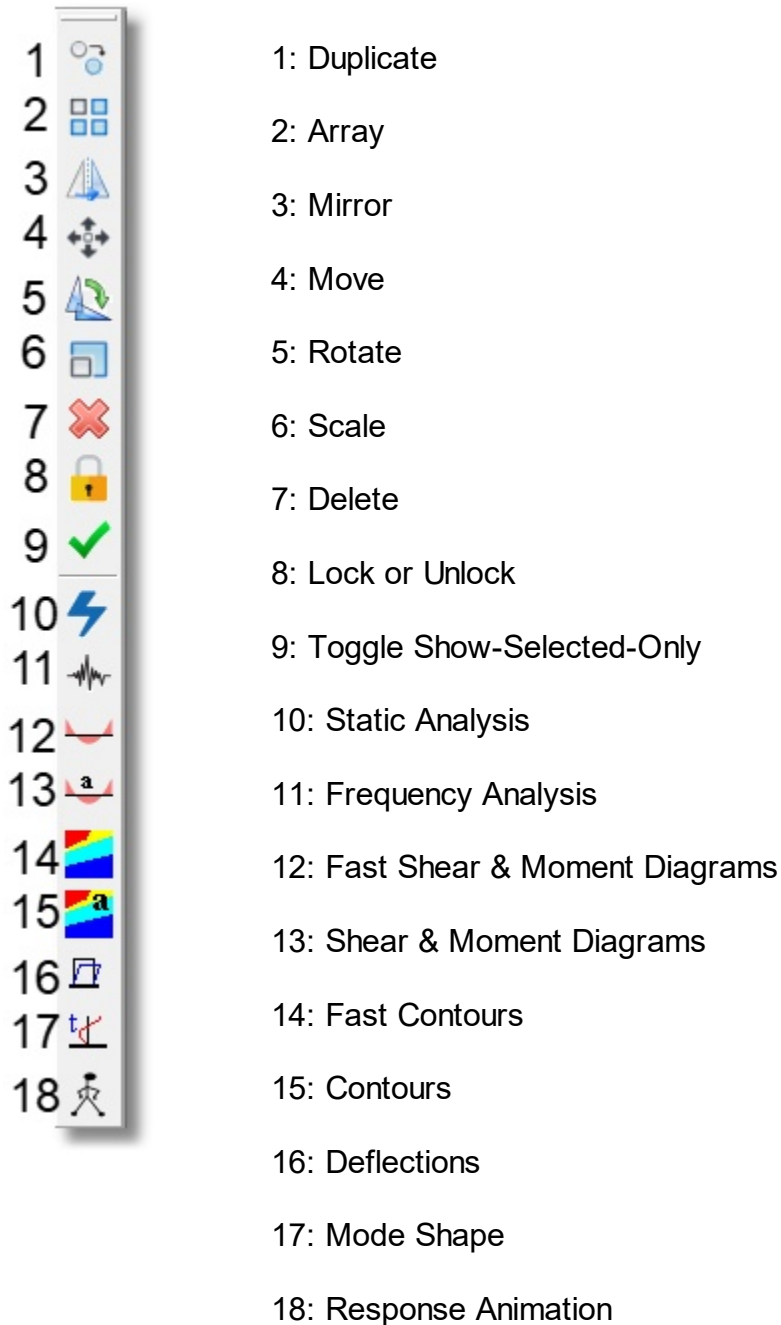 1
1: Duplicate
2
2: Array
3
3: Mirror
4
4: Move
5
5: Rotate
6
6: Scale
7
7: Delete
8
8: Lock or Unlock
9
9: Toggle Show-Selected-Only
10
10: Static Analysis
11
11: Frequency Analysis
12
12: Fast Shear & Moment Diagrams
13 a
13: Shear & Moment Diagrams
14
14: Fast Contours
15 a
15: Contours
16
16: Deflections
17 t
17: Mode Shape
18
18: Response Animation